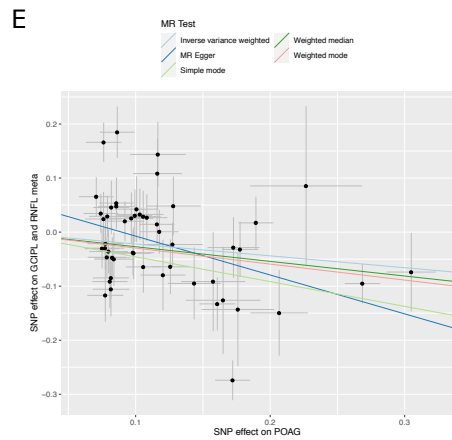 E
MR Test
Inverse variance weighted
Weighted median
MR Egger
Weighted mode
Simple mode
SNP effect on GCIPL and RNFL meta
0.2
0.1
0.0
−0.1
−0.2
−0.3
0.1
0.2
0.3
SNP effect on POAG